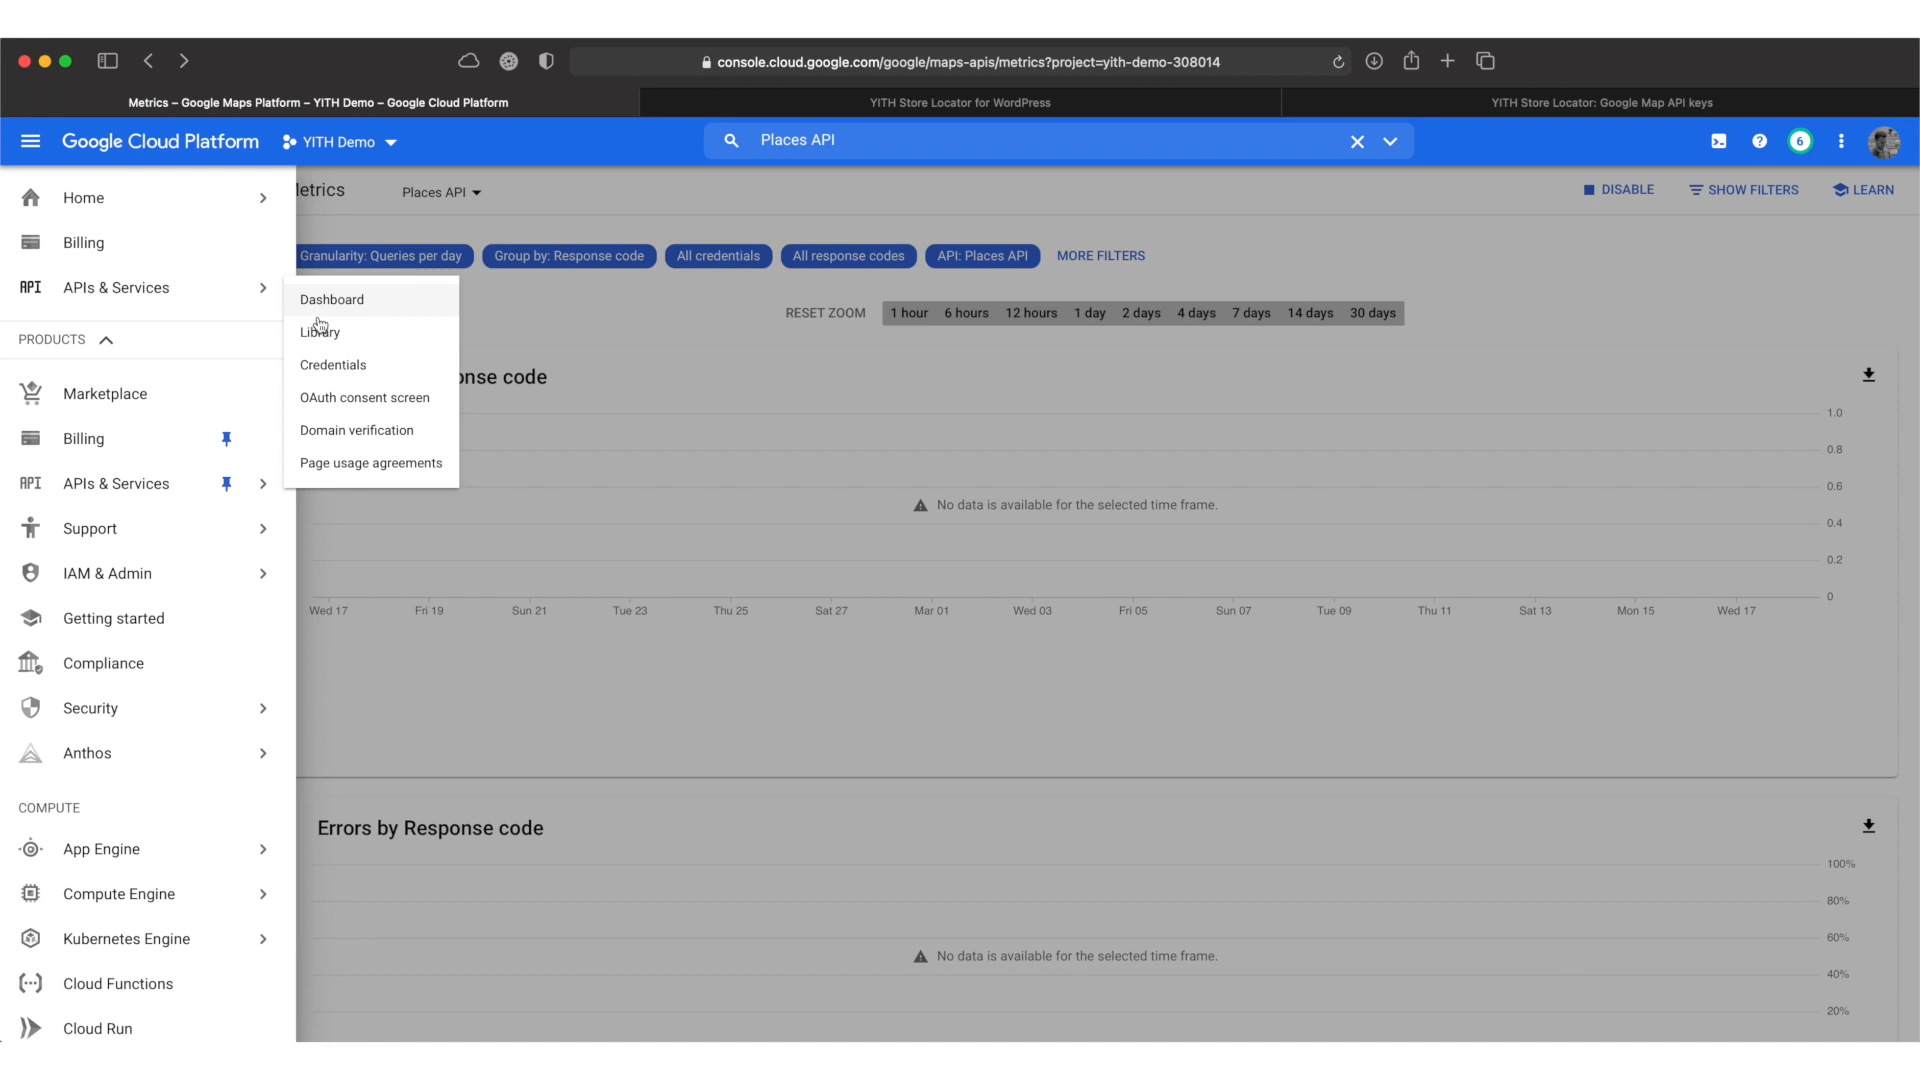 console.cloud.google.com/google/maps-apis/metrics?project=yith-demo-308014
Metrics – Google Maps Platform – YITH Demo – Google Cloud Platform
YITH Store Locator for WordPress
YITH Store Locator: Google Map API keys
Google Cloud Platform
YITH Demo
Places API
6
Home
Billing
API APIs & Services
PRODUCTS
Marketplace
Billing
API APIs & Services
Support
IAM & Admin
Getting started
Compliance
Security
Anthos
COMPUTE
App Engine
Compute Engine
Kubernetes Engine
Cloud Functions
Cloud Run
Dashboard
Library
Credentials
OAuth consent screen
Domain verification
Page usage agreements
letrics
Places API
DISABLE
SHOW FILTERS
LEARN
Granularity: Queries per day
Group by: Response code
All credentials
All response codes
API: Places API
MORE FILTERS
RESET ZOOM
1 hour 6 hours 12 hours 1 day 2 days 4 days 7 days 14 days 30 days
onse code
1.0
0.8
0.6
No data is available for the selected time frame.
0.4
0.2
0
Wed 17 Fri 19 Sun 21 Tue 23 Thu 25 Sat 27 Mar 01 Wed 03 Fri 05 Sun 07 Tue 09 Thu 11 Sat 13 Mon 15 Wed 17
Errors by Response code
100%
80%
60%
No data is available for the selected time frame.
40%
20%